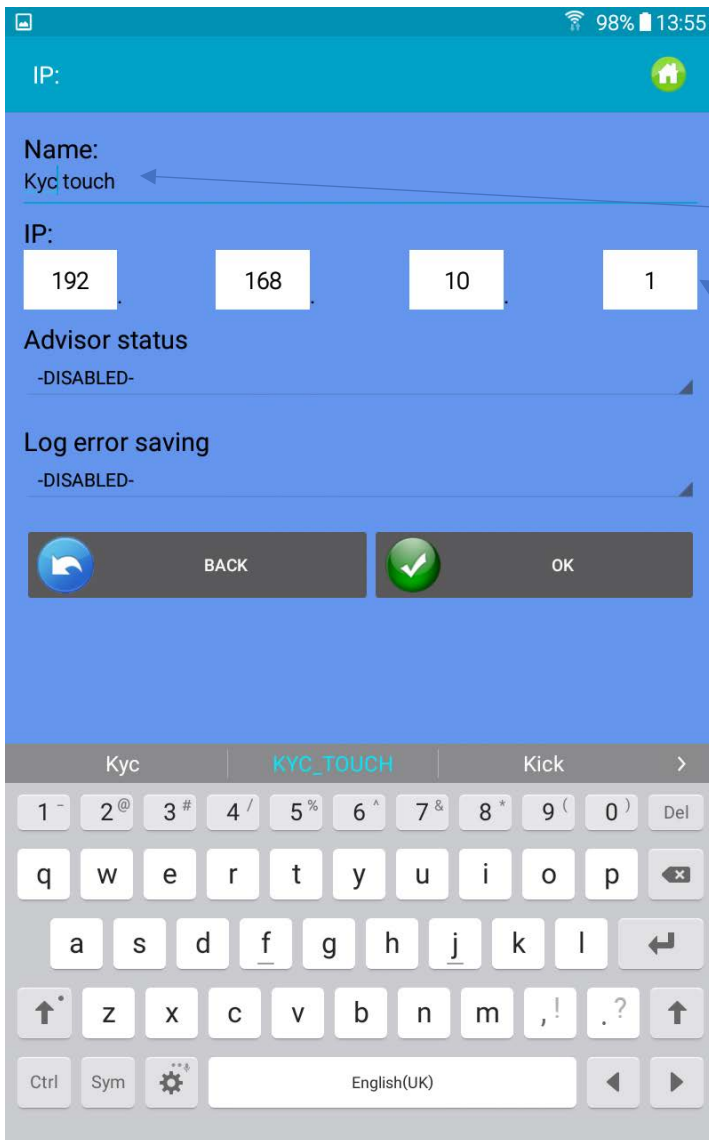 98% 13:55
IP:
Name:
Kyc touch
IP:
192 . 168 . 10 . 1
Advisor status
-DISABLED-
Log error saving
-DISABLED-
BACK OK
Kyc KYC_TOUCH Kick >
1 - 2 @ 3 # 4 / 5 % 6 ^ 7 & 8 * 9 ( 0 ) Del
q w e r t y u i o p
a s d f g h j k l
z x c v b n m , ! . ?
Ctrl Sym English(UK)